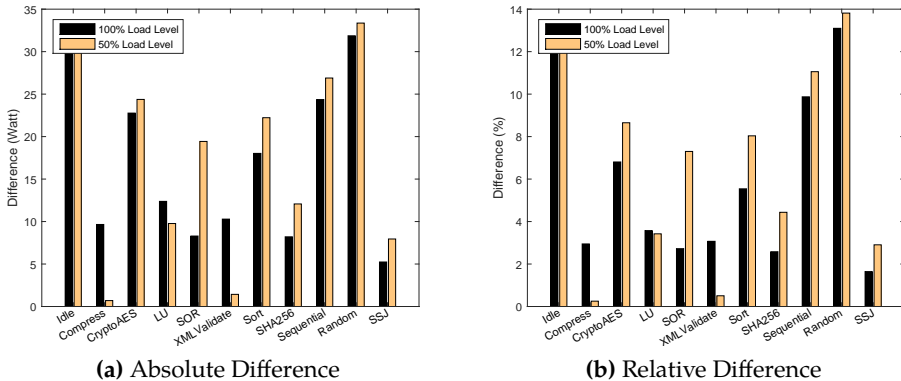 35
30
25
20
15
10
5
0
Difference (Watt)
100% Load Level
50% Load Level
Idle
Compress
CryptoAES
LU
SOR
XMLValidate
Soft
SHA256
Sequential
Random
SSJ
(a) Absolute Difference
14
12
10
8
6
4
2
0
Difference (%)
100% Load Level
50% Load Level
Idle
Compress
CryptoAES
LU
SOR
XMLValidate
Soft
SHA256
Sequential
Random
SSJ
(b) Relative Difference